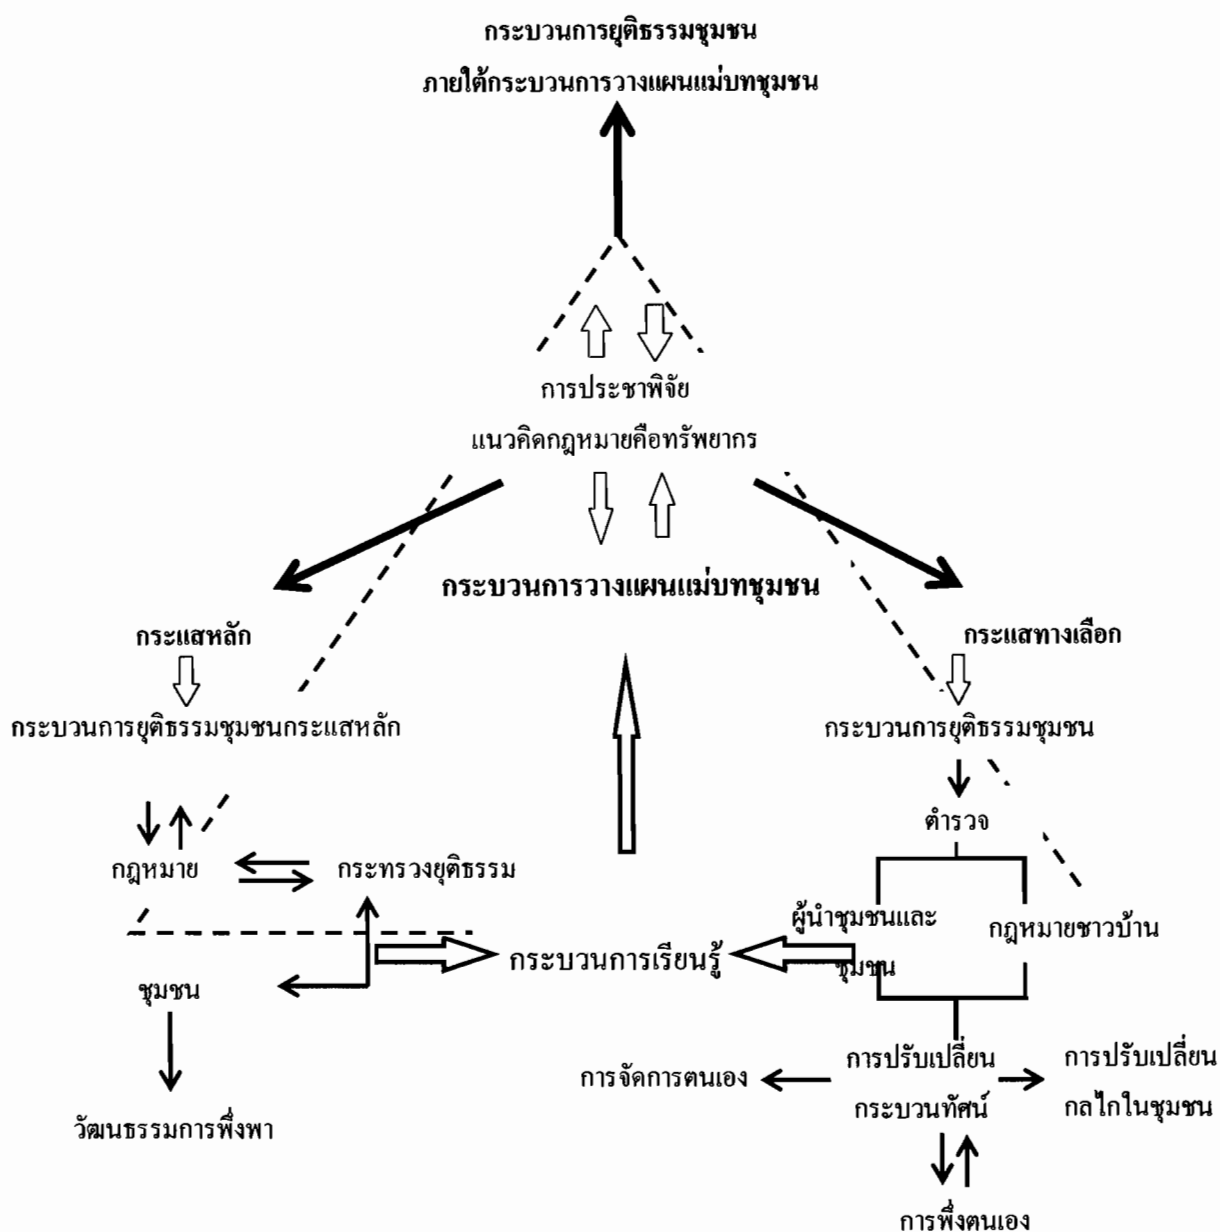 กระบวนการยุติธรรมชุมชน
ภายใต้กระบวนการวางแผนแม่บทชุมชน
การประชาพิจัย
แนวคิดกฎหมายคือทรัพยากร
กระบวนการวางแผนแม่บทชุมชน
กระแสหลัก
กระแสทางเลือก
กระบวนการยุติธรรมชุมชนกระแสหลัก
กระบวนการยุติธรรมชุมชน
ตำรวจ
กฎหมาย
กระทรวงยุติธรรม
ผู้นำชุมชนและ
ชุมชน
กฎหมายชาวบ้าน
กระบวนการเรียนรู้
ชุมชน
การจัดการตนเอง
การปรับเปลี่ยน
กระบวนทัศน์
การปรับเปลี่ยน
กลไกในชุมชน
วัฒนธรรมการพึ่งพา
การพึ่งตนเอง